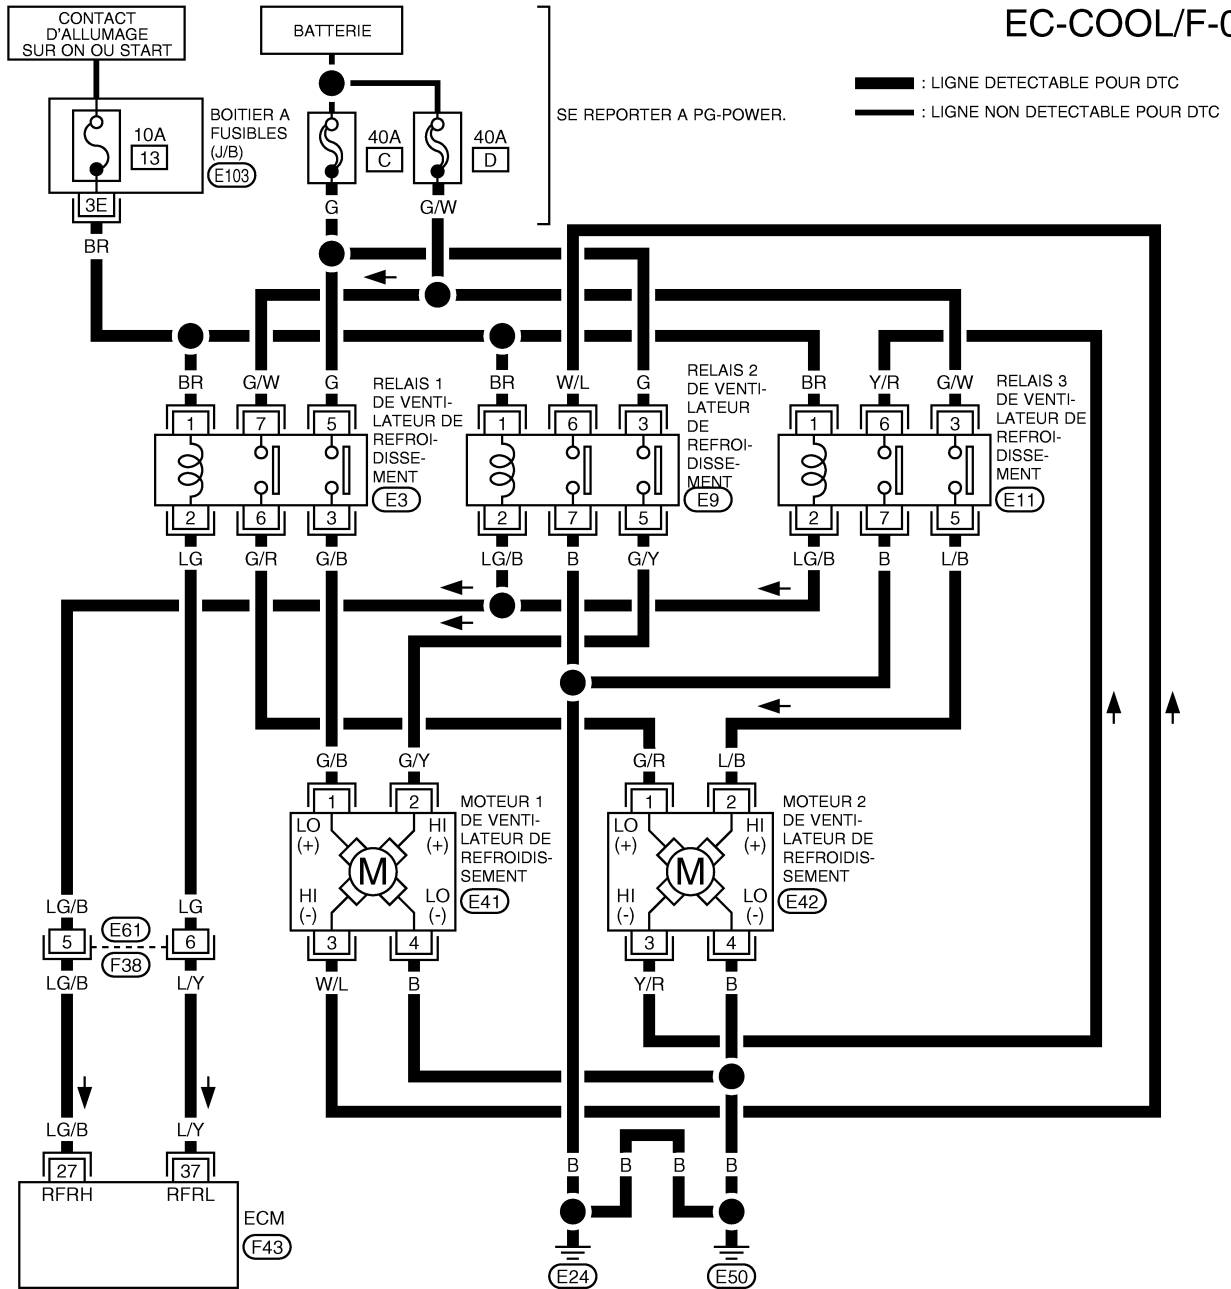 CONTACT
D'ALLUMAGE
SUR ON OU START
BATTERIE
EC-COOL/F-0
: LIGNE DETECTABLE POUR DTC
: LIGNE NON DETECTABLE POUR DTC
SE REPORTER A PG-POWER.
10A
13
BOITIER A
FUSIBLES
(J/B)
E103
40A
C
40A
D
3E
G
G/W
BR
BR
G/W
G
RELAIS 1
DE VENTI-
LATEUR DE
REFROI-
DISSE-
MENT
E3
BR
W/L
G
RELAIS 2
DE VENTI-
LATEUR
DE
REFROI-
DISSE-
MENT
E9
BR
Y/R
G/W
RELAIS 3
DE VENTI-
LATEUR DE
REFROI-
DISSE-
MENT
E11
1
7
5
1
6
3
1
6
3
2
6
3
2
7
5
2
7
5
LG
G/R
G/B
LG/B
B
G/Y
LG/B
B
L/B
G/B
G/Y
G/R
L/B
1
2
1
2
LO
(+)
HI
(+)
M
HI
(-)
LO
(-)
MOTEUR 1
DE VENTI-
LATEUR DE
REFROIDIS-
SEMENT
E41
LO
(+)
HI
(+)
M
HI
(-)
LO
(-)
MOTEUR 2
DE VENTI-
LATEUR DE
REFROIDIS-
SEMENT
E42
LG/B
LG
5
E61
F38
6
3
4
3
4
LG/B
L/Y
W/L
B
Y/R
B
LG/B
L/Y
27
37
RFRH
RFRL
ECM
F43
B
B
B
B
E24
E50